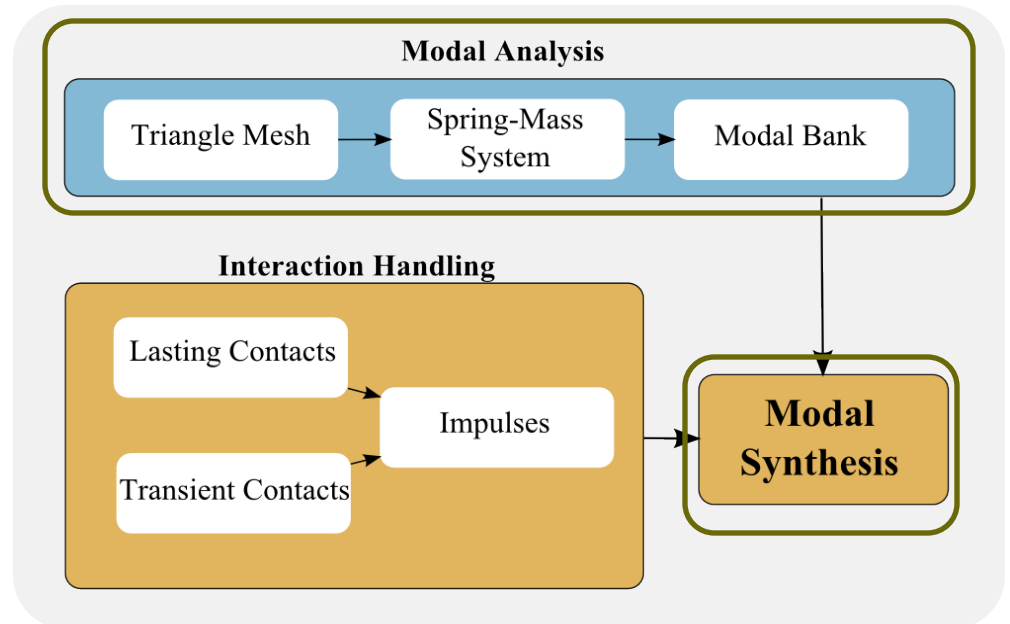 Modal Analysis
Triangle Mesh
Spring-Mass
System
Modal Bank
Interaction Handling
Lasting Contacts
Impulses
Transient Contacts
Modal
Synthesis